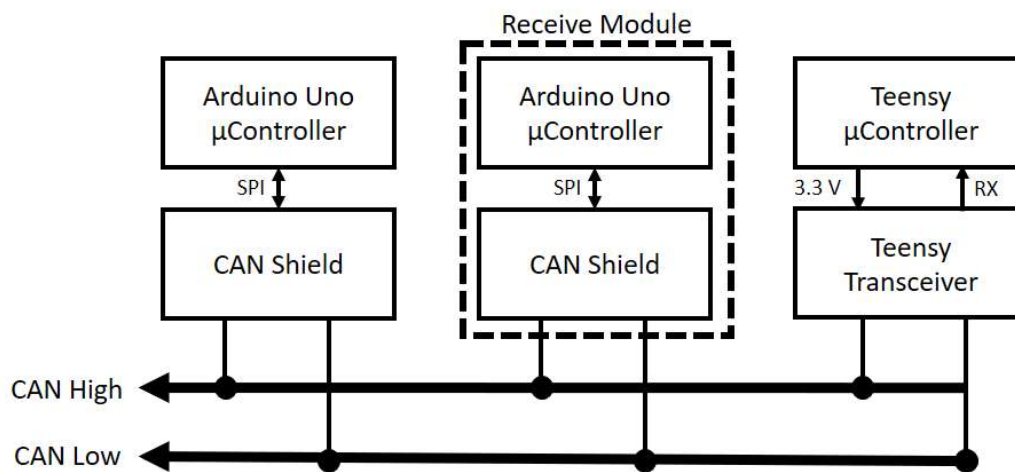 Receive Module
Arduino Uno
µController
Arduino Uno
µController
Teensy
µController
SPI
SPI
3.3 V
RX
CAN Shield
CAN Shield
Teensy
Transceiver
CAN High
CAN Low